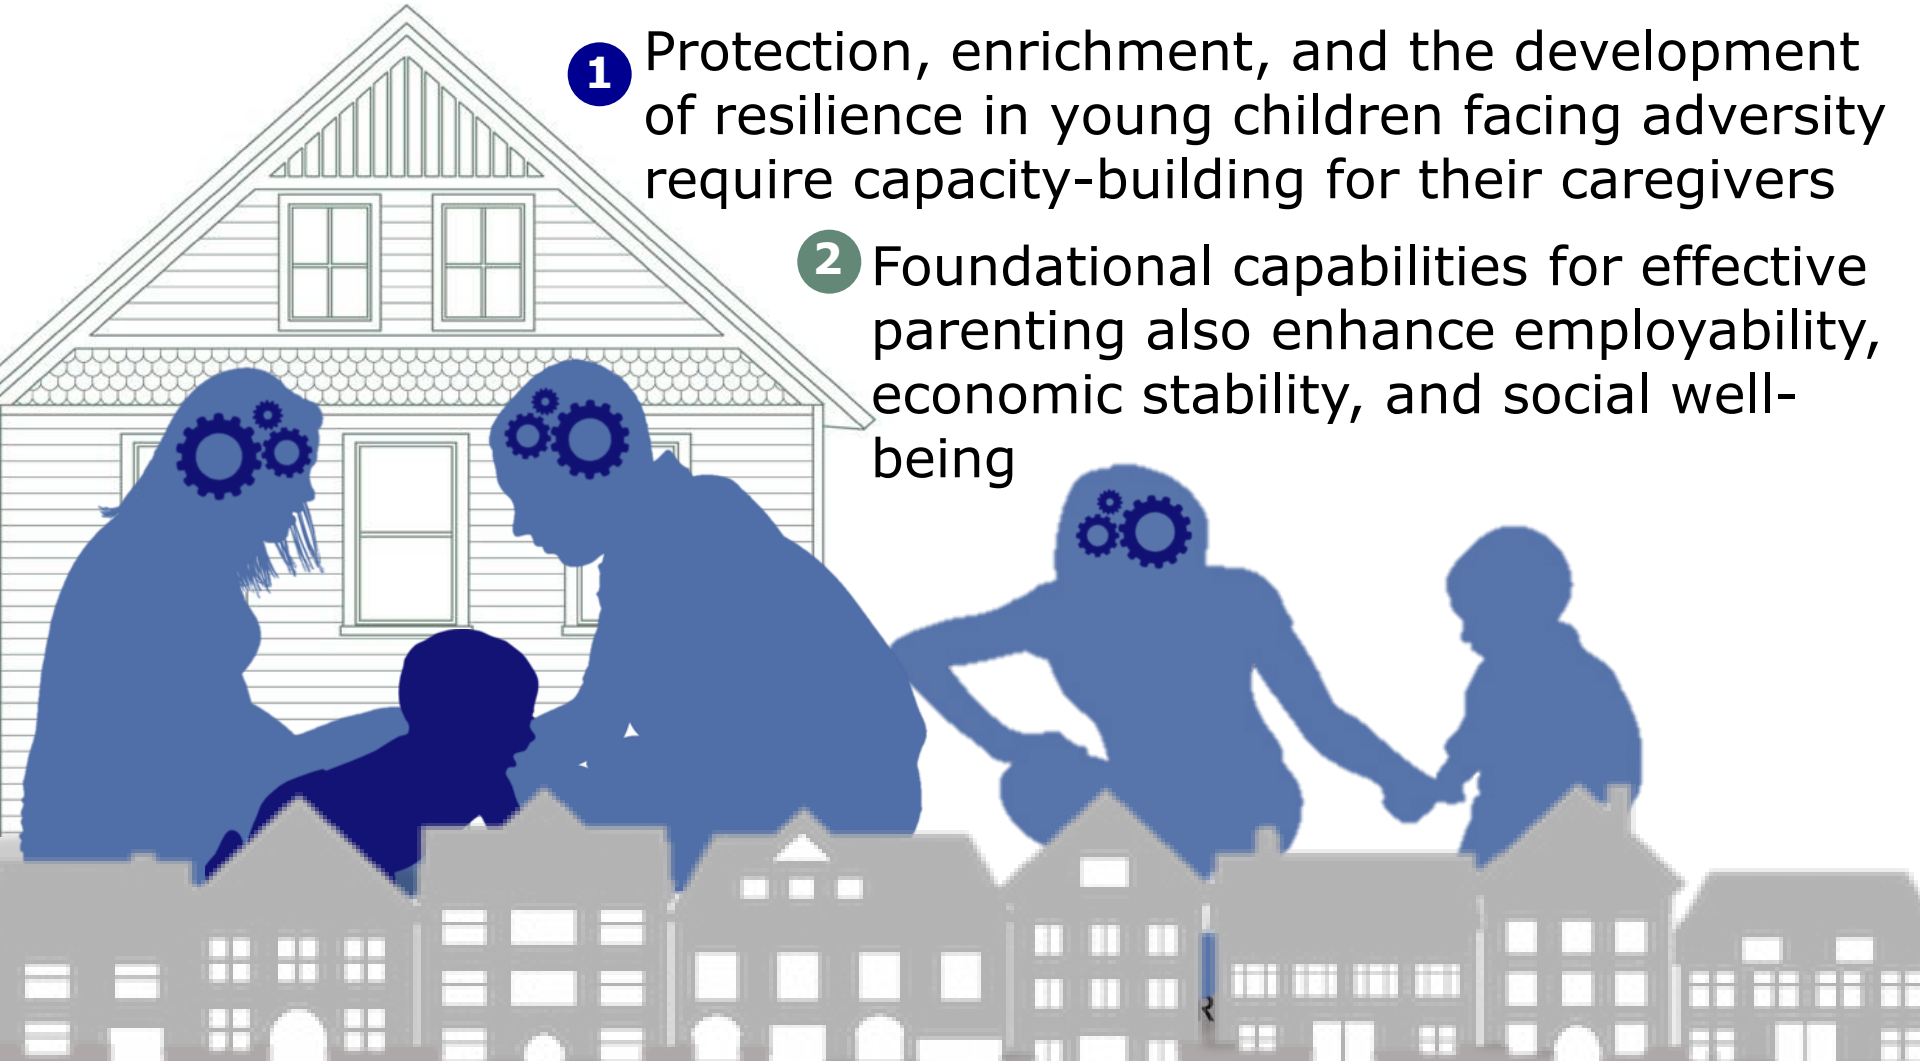 1 Protection, enrichment, and the development
of resilience in young children facing adversity
require capacity-building for their caregivers
2 Foundational capabilities for effective
parenting also enhance employability,
economic stability, and social well-
being
R